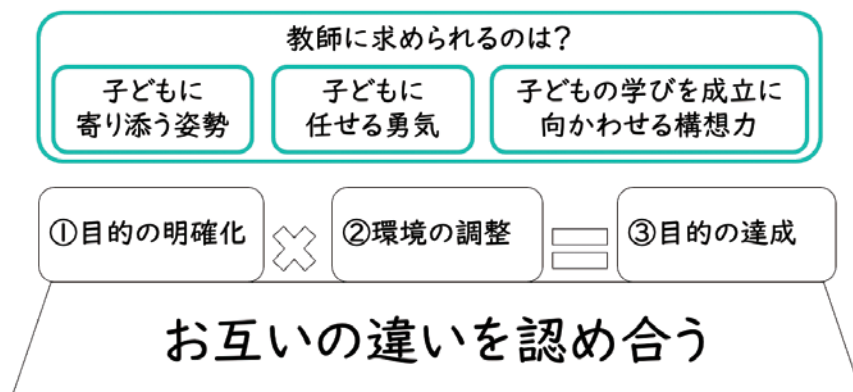 教師に求められるのは?
子どもに
寄り添う姿勢
子どもに
任せる勇気
子どもの学びを成立に
向かわせる構想力
①目的の明確化
×
②環境の調整
=
③目的の達成
お互いの違いを認め合う